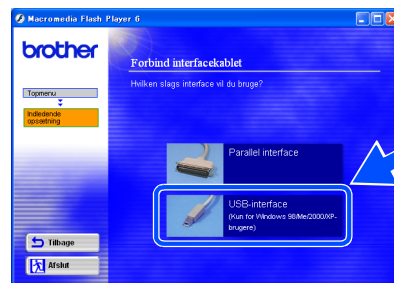 Macromedia Flash Player 6
brother
Forbind interfacekablet
Hvilken slags interface vil du bruge?
Topmenu
Indledende
opsætning
Parallel interface
USB-interface
(Kun for Windows 98/Me/2000/XP-
brugere)
Tilbage
Afslut